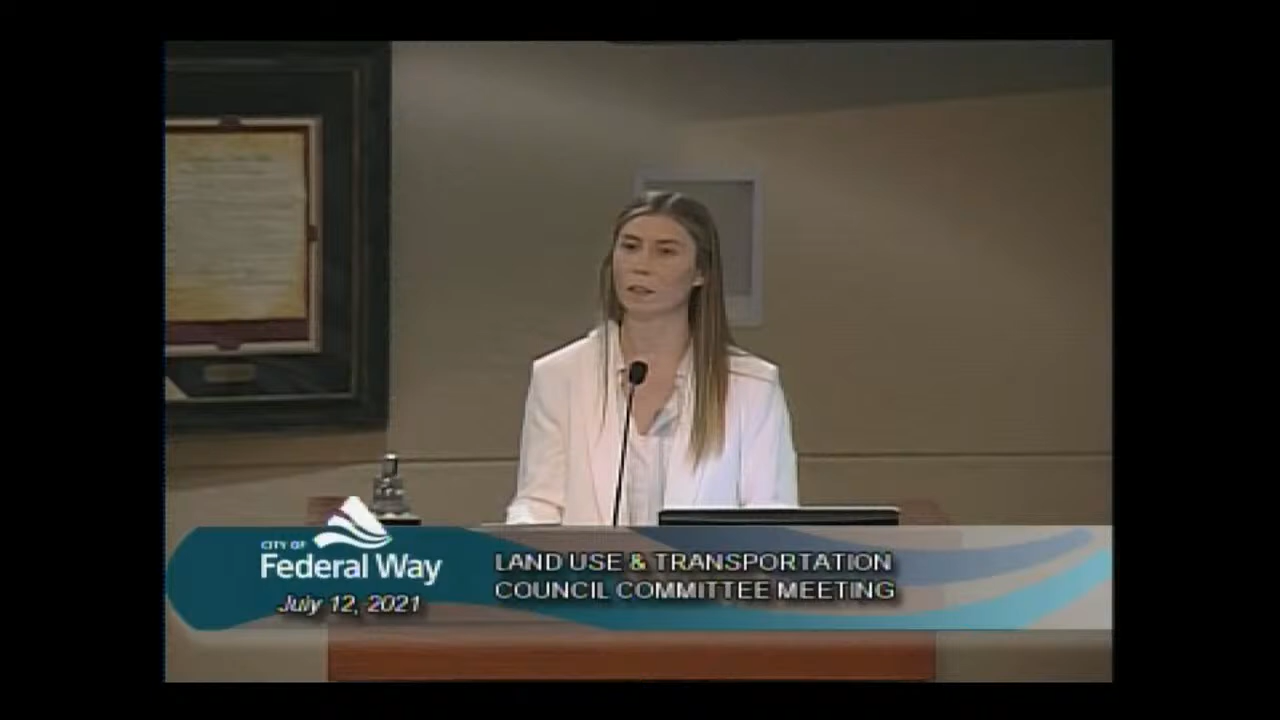 CITY OF
Federal Way
July 12, 2021
LAND USE & TRANSPORTATION
COUNCIL COMMITTEE MEETING